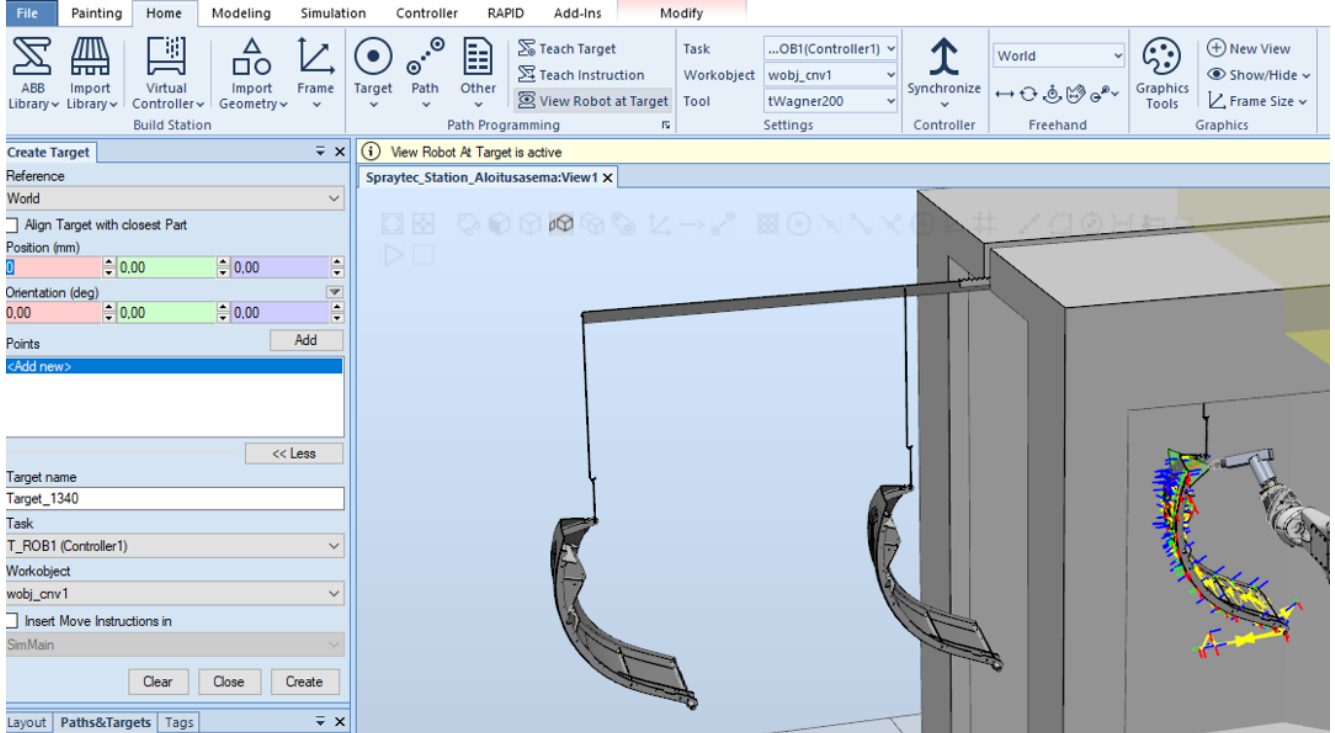 File Painting Home Modeling Simulation Controller RAPID Add-Ins Modify
ABB Library
Import Library
Virtual Controller
Import Geometry
Frame
Build Station
Target
Path
Other
Teach Target
Teach Instruction
View Robot at Target
Path Programming
Task ...OB1(Controller1)
Workobject wobj_cnv1
Tool tWagner200
Settings
Synchronize
Controller
World
Freehand
Graphics Tools
New View
Show/Hide
Frame Size
Graphics
Create Target
Reference
World
Align Target with closest Part
Position (mm)
0 0,00 0,00
Orientation (deg)
0,00 0,00 0,00
Points Add
<Add new>
<< Less
Target name
Target_1340
Task
T_ROB1 (Controller1)
Workobject
wobj_cnv1
Insert Move Instructions in
SimMain
Clear Close Create
Layout Paths&Targets Tags
View Robot At Target is active
Spraytec_Station_Aloitusasema:View1